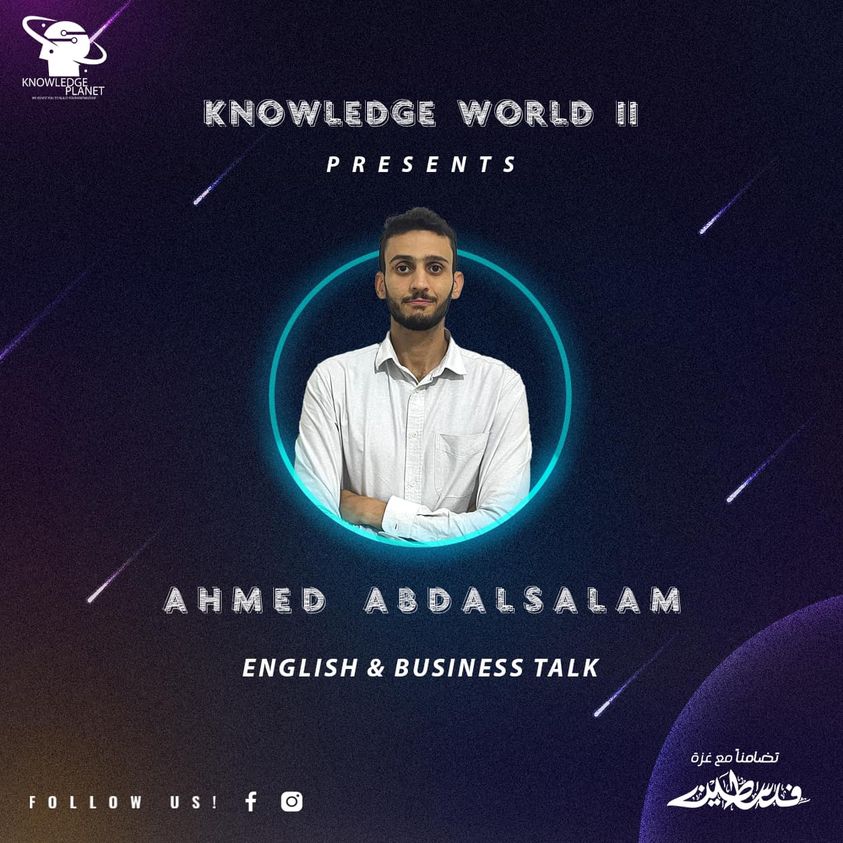 KNOWLEDGE
PLANET
KNOWLEDGE WORLD II
PRESENTS
AHMED ABDALSALAM
ENGLISH & BUSINESS TALK
تضامناً مع غزة
فلسطين
FOLLOW US!